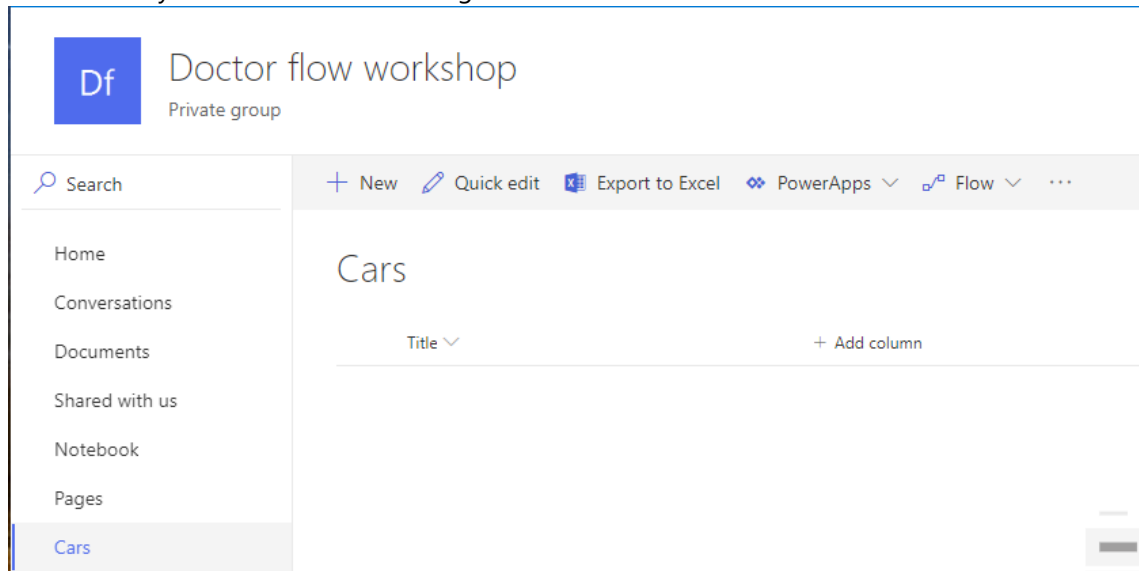 Df
Doctor flow workshop
Private group
Search
New Quick edit Export to Excel PowerApps Flow ...
Home
Conversations
Documents
Shared with us
Notebook
Pages
Cars
Cars
Title
+ Add column